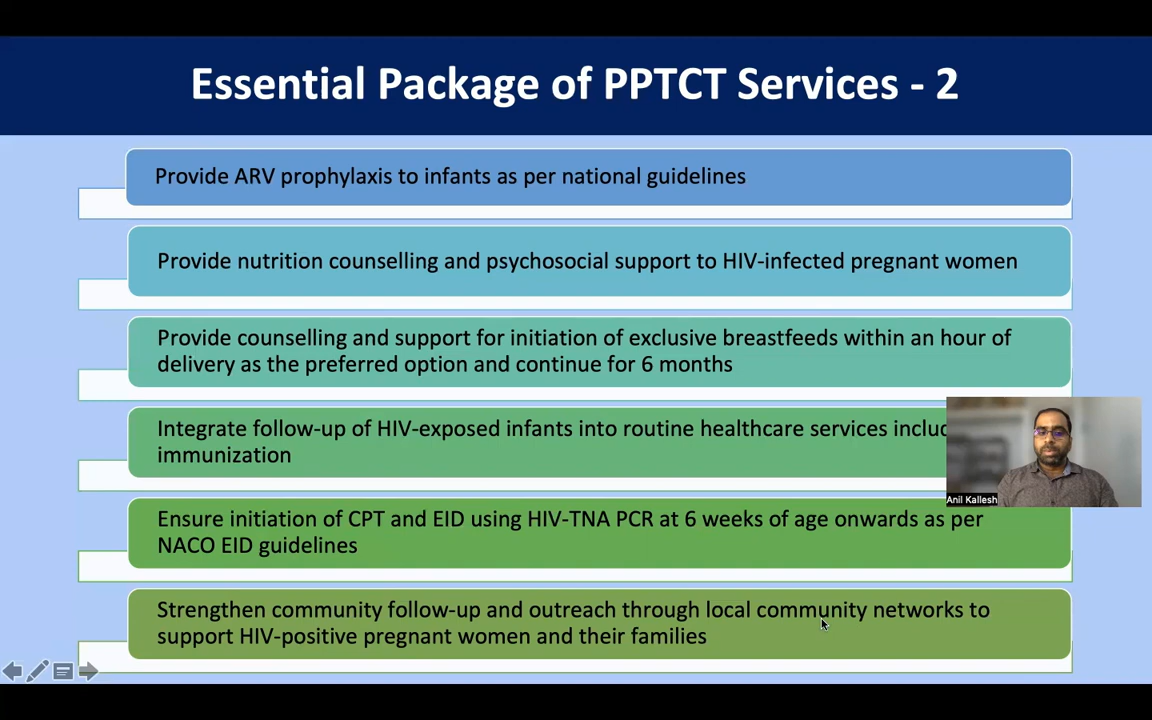 Essential Package of PPTCT Services - 2
Provide ARV prophylaxis to infants as per national guidelines
Provide nutrition counselling and psychosocial support to HIV-infected pregnant women
Provide counselling and support for initiation of exclusive breastfeeds within an hour of
delivery as the preferred option and continue for 6 months
Integrate follow-up of HIV-exposed infants into routine healthcare services
immunization
Anil Kallesh
Ensure initiation of CPT and EID using HIV-TNA PCR at 6 weeks of age onwards as per
NACO EID guidelines
Strengthen community follow-up and outreach through local community networks to
support HIV-positive pregnant women and their families